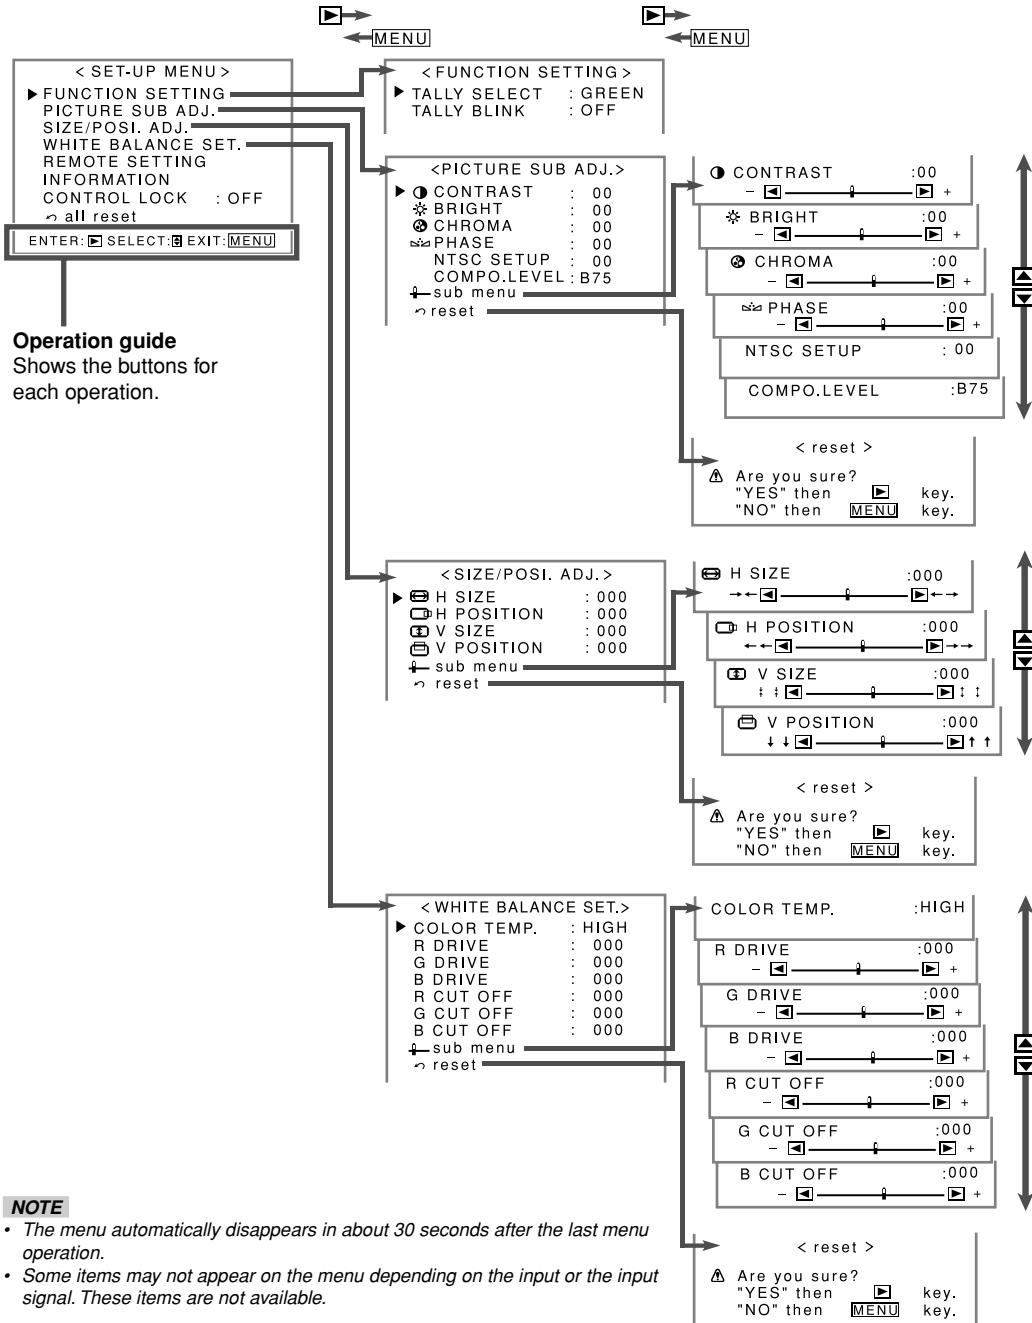 MENU
MENU
< SET-UP MENU >
FUNCTION SETTING
PICTURE SUB ADJ.
SIZE/POSI. ADJ.
WHITE BALANCE SET.
REMOTE SETTING
INFORMATION
CONTROL LOCK : OFF
all reset
ENTER: SELECT: EXIT: MENU
Operation guide
Shows the buttons for
each operation.
< FUNCTION SETTING >
TALLY SELECT : GREEN
TALLY BLINK : OFF
<PICTURE SUB ADJ.>
CONTRAST : 00
BRIGHT : 00
CHROMA : 00
PHASE : 00
NTSC SETUP : 00
COMPO.LEVEL : B75
sub menu
reset
CONTRAST :00
– +
BRIGHT :00
– +
CHROMA :00
– +
PHASE :00
– +
NTSC SETUP : 00
COMPO.LEVEL :B75
< reset >
Are you sure?
"YES" then key.
"NO" then MENU key.
<SIZE/POSI. ADJ.>
H SIZE : 000
H POSITION : 000
V SIZE : 000
V POSITION : 000
sub menu
reset
H SIZE :000
H POSITION :000
V SIZE :000
V POSITION :000
< reset >
Are you sure?
"YES" then key.
"NO" then MENU key.
< WHITE BALANCE SET.>
COLOR TEMP. : HIGH
R DRIVE : 000
G DRIVE : 000
B DRIVE : 000
R CUT OFF : 000
G CUT OFF : 000
B CUT OFF : 000
sub menu
reset
COLOR TEMP. :HIGH
R DRIVE :000
– +
G DRIVE :000
– +
B DRIVE :000
– +
R CUT OFF :000
– +
G CUT OFF :000
– +
B CUT OFF :000
– +
< reset >
Are you sure?
"YES" then key.
"NO" then MENU key.
NOTE
• The menu automatically disappears in about 30 seconds after the last menu
operation.
• Some items may not appear on the menu depending on the input or the input
signal. These items are not available.